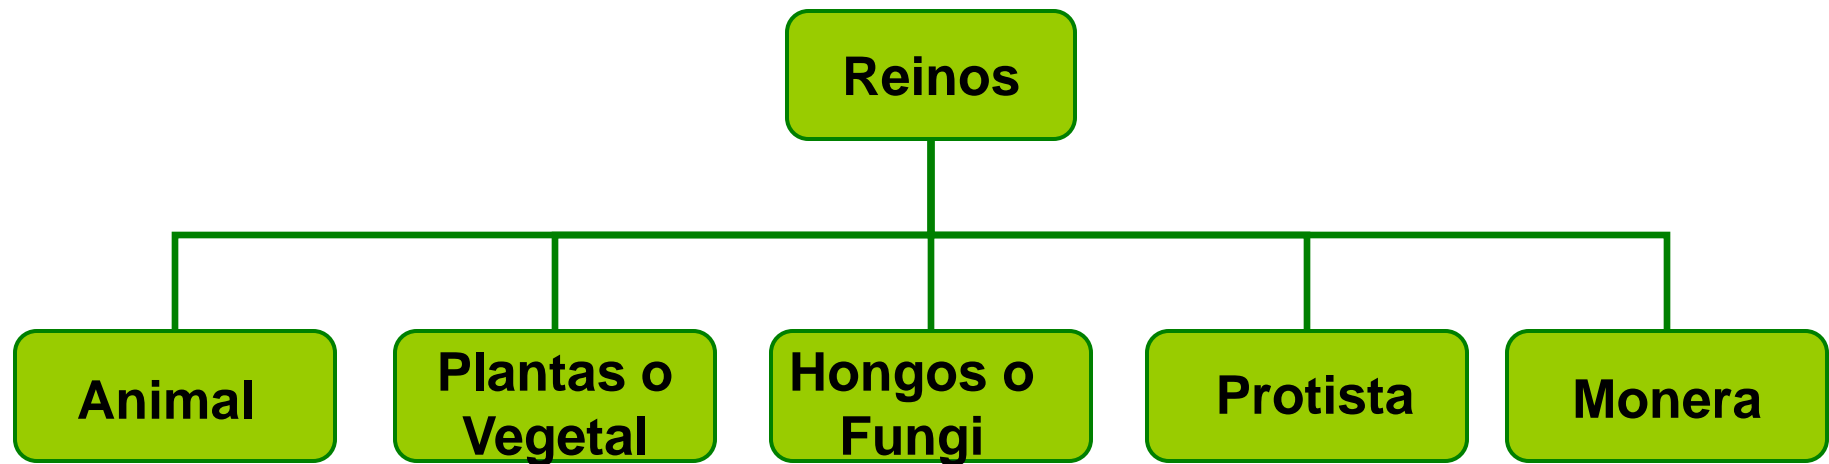 Reinos
Animal
Plantas o
Vegetal
Hongos o
Fungi
Protista
Monera